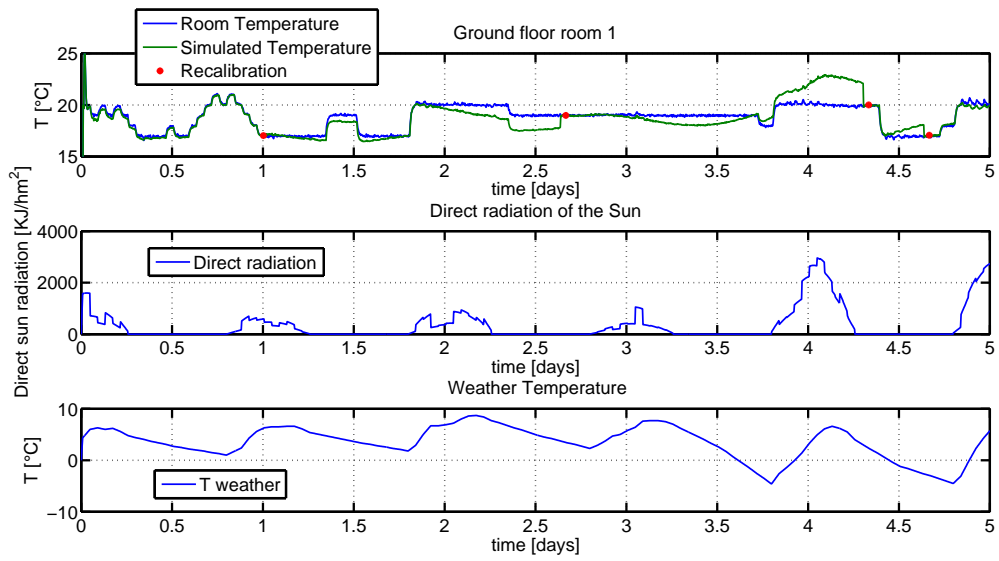 Ground floor room 1
Room Temperature
Simulated Temperature
Recalibration
T [°C]
25
20
15
0 0.5 1 1.5 2 2.5 3 3.5 4 4.5 5
time [days]
Direct radiation of the Sun
Direct sun radiation [KJ/hm²]
4000
2000
0
Direct radiation
0 0.5 1 1.5 2 2.5 3 3.5 4 4.5 5
time [days]
Weather Temperature
T [°C]
10
0
−10
T weather
0 0.5 1 1.5 2 2.5 3 3.5 4 4.5 5
time [days]